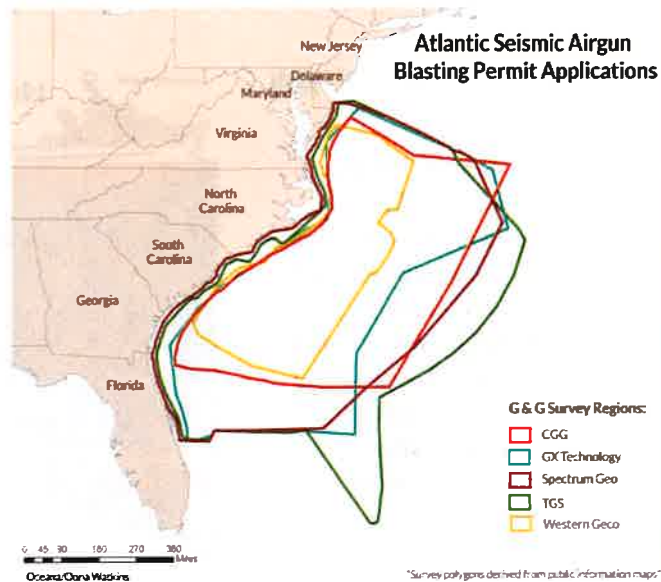 Atlantic Seismic Airgun
Blasting Permit Applications
New Jersey
Delaware
Maryland
Virginia
North
Carolina
South
Carolina
Georgia
Florida
G & G Survey Regions:
CGG
GX Technology
Spectrum Geo
TGS
Western Geco
0 45 90 180 270 360
Miles
Oceana/Dana Watkins
"Survey polygons derived from public information maps"